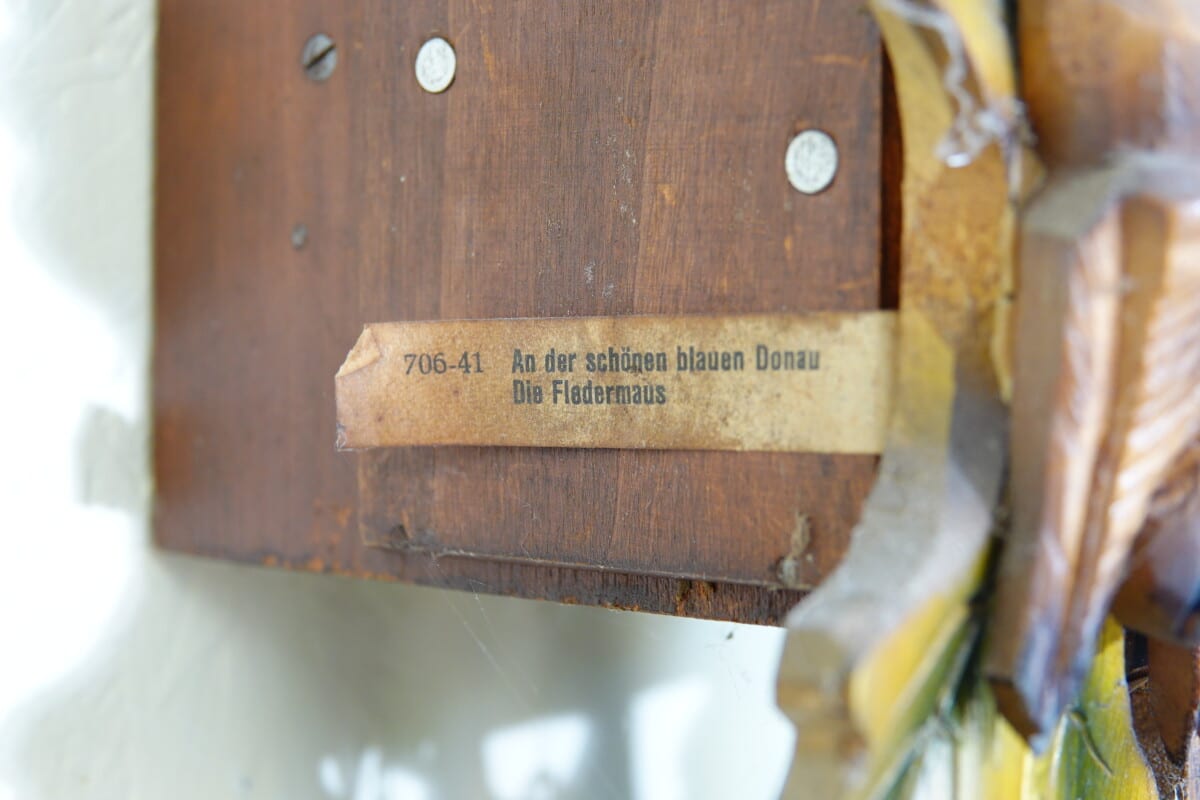 706-41 An der schönen blauen Donau
Die Fledermaus